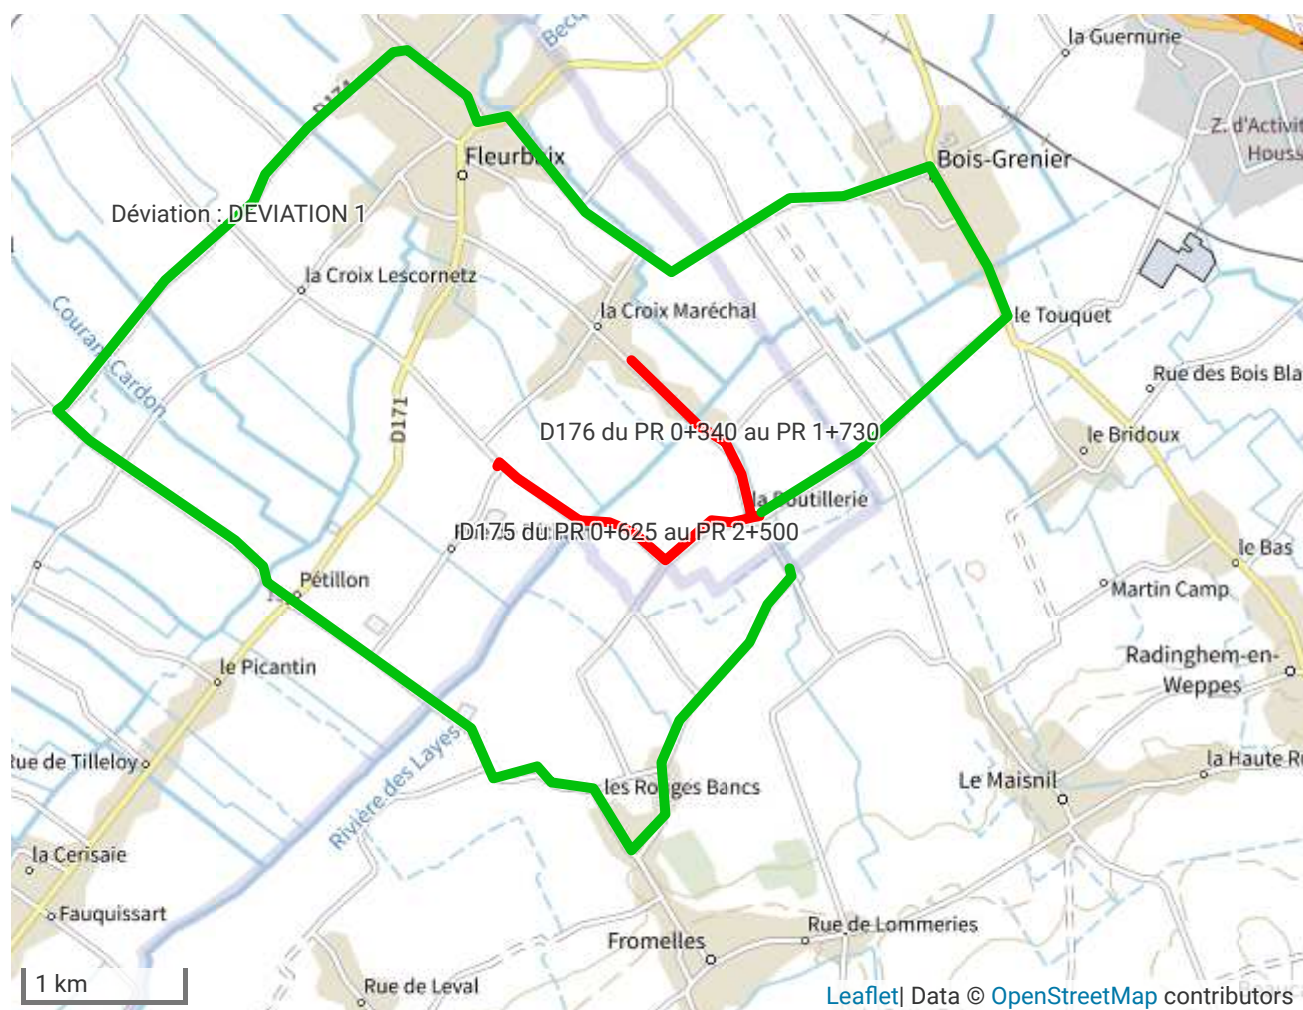 Becq
la Guernurie
D171
Z. d'Activit
Houss
Fleurbaix
Bois-Grenier
Déviation : DEVIATION 1
la Croix Lescornetz
Courant Cardon
la Croix Maréchal
le Touquet
Rue des Bois Bla
D171
D176 du PR 0+340 au PR 1+730
le Bridoux
la Boutillerie
D175 du PR 0+625 au PR 2+500
le Bas
Pétillon
Martin Camp
le Picantin
Radinghem-en-
Weppes
Rue de Tilleloy
Rivière des Layes
les Rouges Bancs
Le Maisnil
la Haute R
la Cerisaie
Fauquissart
Rue de Lommeries
Fromelles
1 km
Rue de Leval
Leaflet| Data © OpenStreetMap contributors